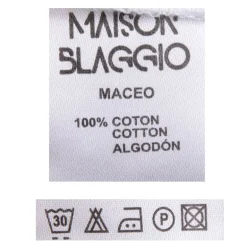 MAISON
BLAGGIO
MACEO
100% COTON
COTTON
ALGODÓN
30 P